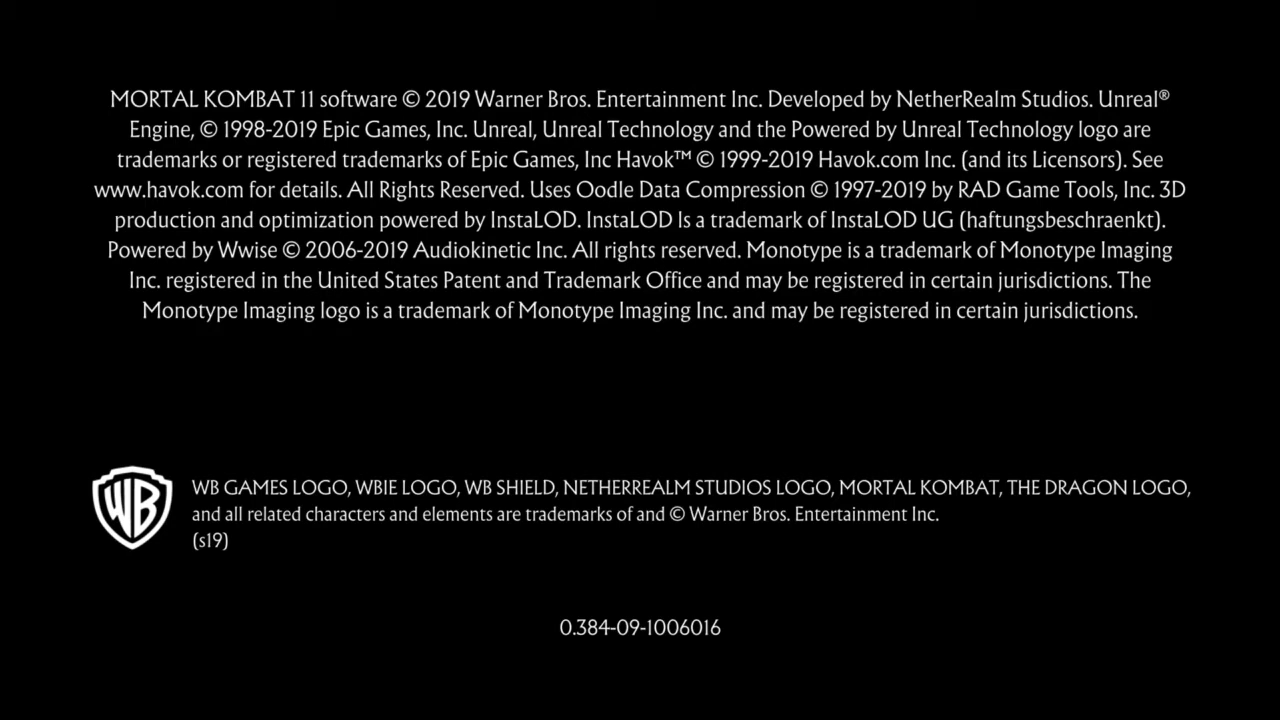 MORTAL KOMBAT 11 software © 2019 Warner Bros. Entertainment Inc. Developed by NetherRealm Studios. Unreal®
Engine, © 1998-2019 Epic Games, Inc. Unreal, Unreal Technology and the Powered by Unreal Technology logo are
trademarks or registered trademarks of Epic Games, Inc Havok™ © 1999-2019 Havok.com Inc. (and its Licensors). See
www.havok.com for details. All Rights Reserved. Uses Oodle Data Compression © 1997-2019 by RAD Game Tools, Inc. 3D
production and optimization powered by InstaLOD. InstaLOD Is a trademark of InstaLOD UG (haftungsbeschraenkt).
Powered by Wwise © 2006-2019 Audiokinetic Inc. All rights reserved. Monotype is a trademark of Monotype Imaging
Inc. registered in the United States Patent and Trademark Office and may be registered in certain jurisdictions. The
Monotype Imaging logo is a trademark of Monotype Imaging Inc. and may be registered in certain jurisdictions.
WB
WB GAMES LOGO, WBIE LOGO, WB SHIELD, NETHERREALM STUDIOS LOGO, MORTAL KOMBAT, THE DRAGON LOGO,
and all related characters and elements are trademarks of and © Warner Bros. Entertainment Inc.
(s19)
0.384-09-1006016